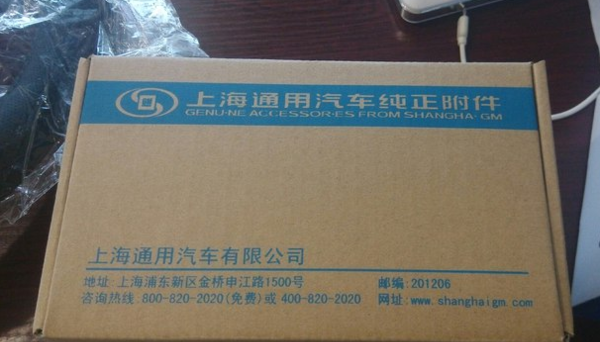 上海通用汽车纯正附件
GENUINE ACCESSORIES FROM SHANGHAI GM
上海通用汽车有限公司
地址:上海浦东新区金桥申江路1500号 邮编:201206
咨询热线:800-820-2020(免费)或 400-820-2020 网址:www.shanghaigm.com